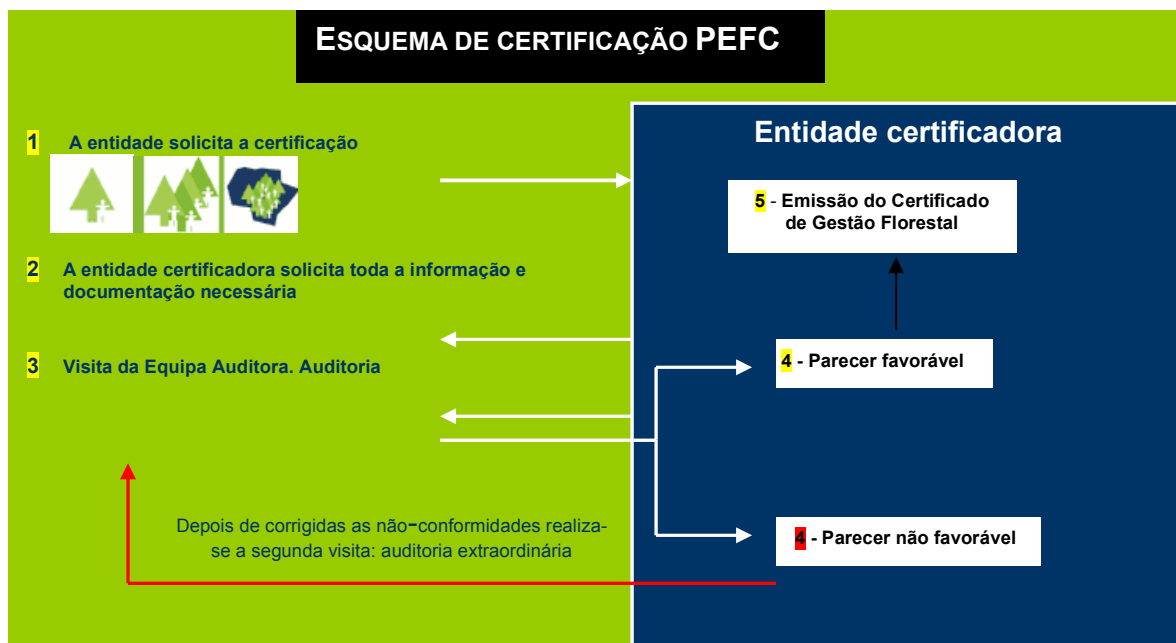 ESQUEMA DE CERTIFICAÇÃO PEFC
1 A entidade solicita a certificação
2 A entidade certificadora solicita toda a informação e
documentação necessária
3 Visita da Equipa Auditora. Auditoria
Depois de corrigidas as não-conformidades realiza-
se a segunda visita: auditoria extraordinária
Entidade certificadora
5 - Emissão do Certificado
de Gestão Florestal
4 - Parecer favorável
4 - Parecer não favorável